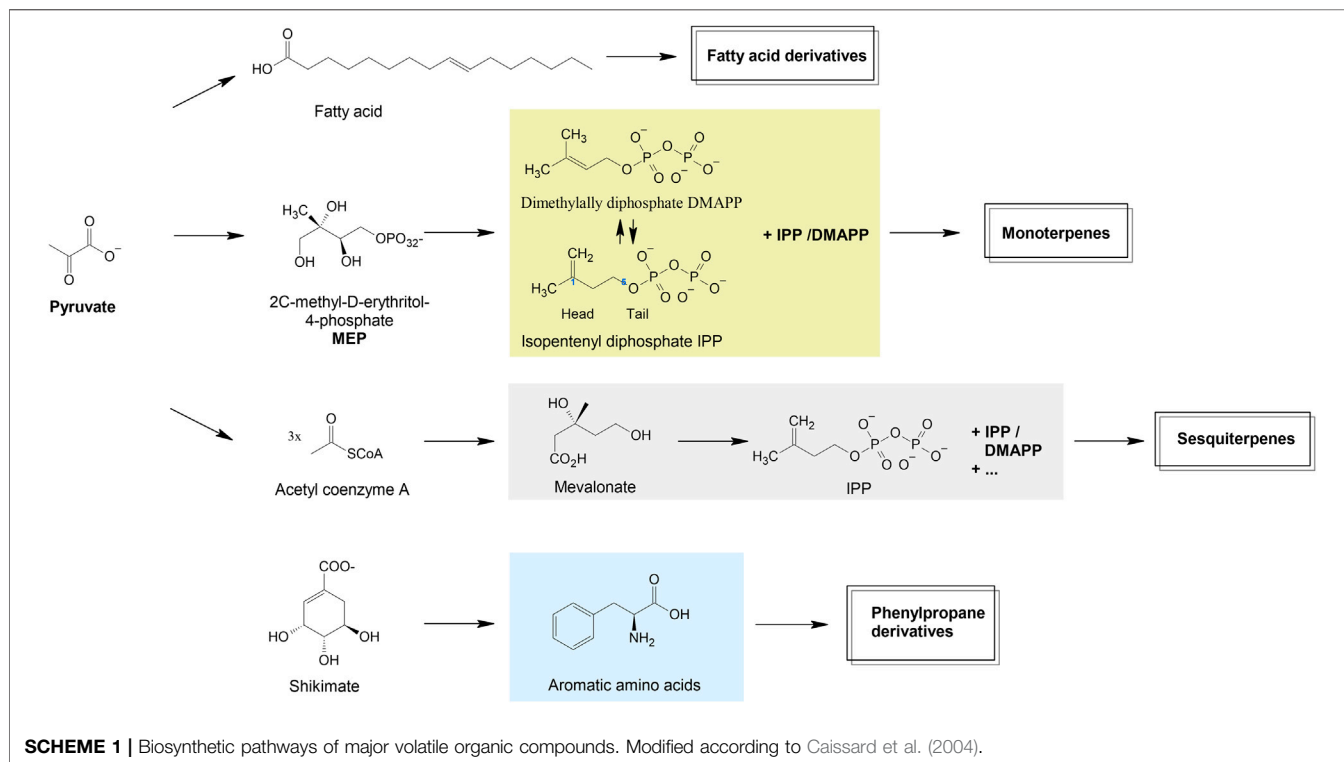 O
HO
Fatty acid
Fatty acid derivatives
CH3
H3C
O
O−
P
O
O
P
O−
O
O−
Dimethylally diphosphate DMAPP
H3C
OH
OPO32-
OH
OH
2C-methyl-D-erythritol-
4-phosphate
MEP
O
O−
O
Pyruvate
CH2
H3C
1
5
O
O−
P
O
O
P
O−
O
O−
Head
Tail
Isopentenyl diphosphate IPP
+ IPP /DMAPP
Monoterpenes
3x
O
SCoA
Acetyl coenzyme A
HO
OH
CO2H
Mevalonate
CH2
H3C
O
O−
P
O
O
P
O−
O
O−
IPP
+ IPP /
DMAPP
+ ...
Sesquiterpenes
COO-
HO
OH
OH
Shikimate
O
OH
NH2
Aromatic amino acids
Phenylpropane
derivatives
SCHEME 1 | Biosynthetic pathways of major volatile organic compounds. Modified according to Caissard et al. (2004).